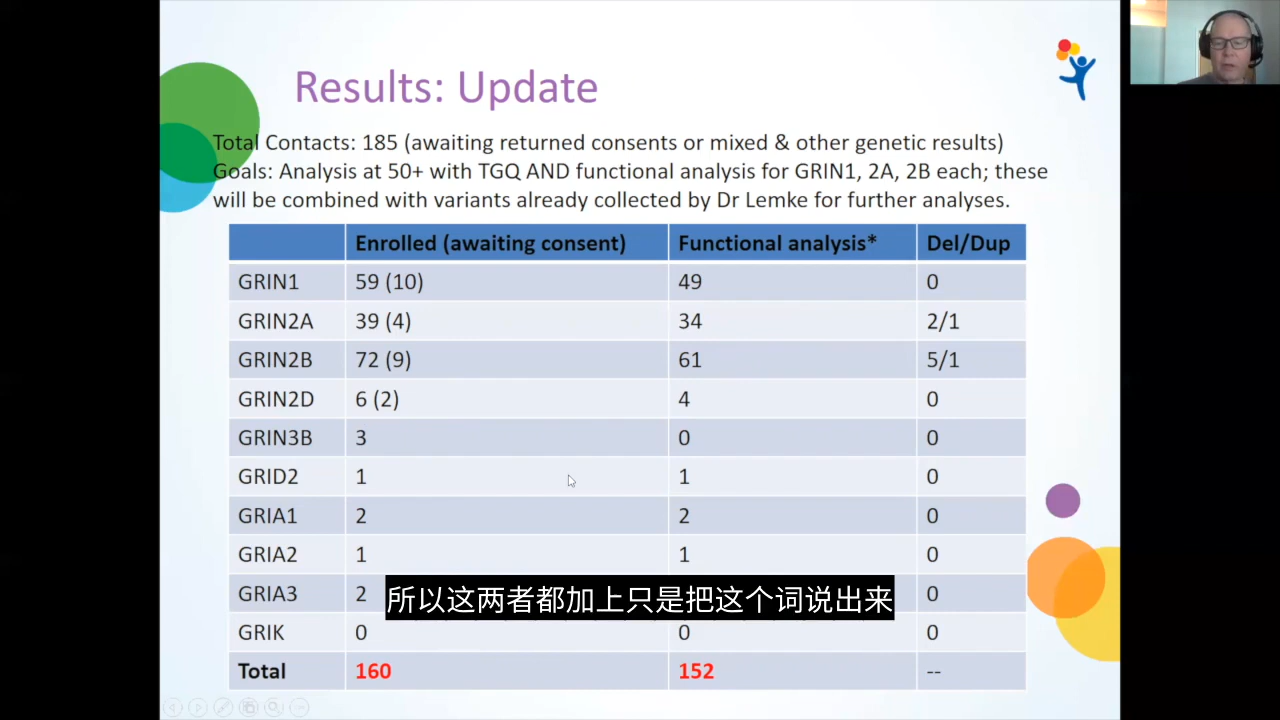 Results: Update
Total Contacts: 185 (awaiting returned consents or mixed & other genetic results)
Goals: Analysis at 50+ with TGQ AND functional analysis for GRIN1, 2A, 2B each; these
will be combined with variants already collected by Dr Lemke for further analyses.
Enrolled (awaiting consent) Functional analysis* Del/Dup
GRIN1 59 (10) 49 0
GRIN2A 39 (4) 34 2/1
GRIN2B 72 (9) 61 5/1
GRIN2D 6 (2) 4 0
GRIN3B 3 0 0
GRID2 1 1 0
GRIA1 2 2 0
GRIA2 1 1 0
GRIA3 2 0
所以这两者都加上只是把这个词说出来
GRIK 0 0 0
Total 160 152 --